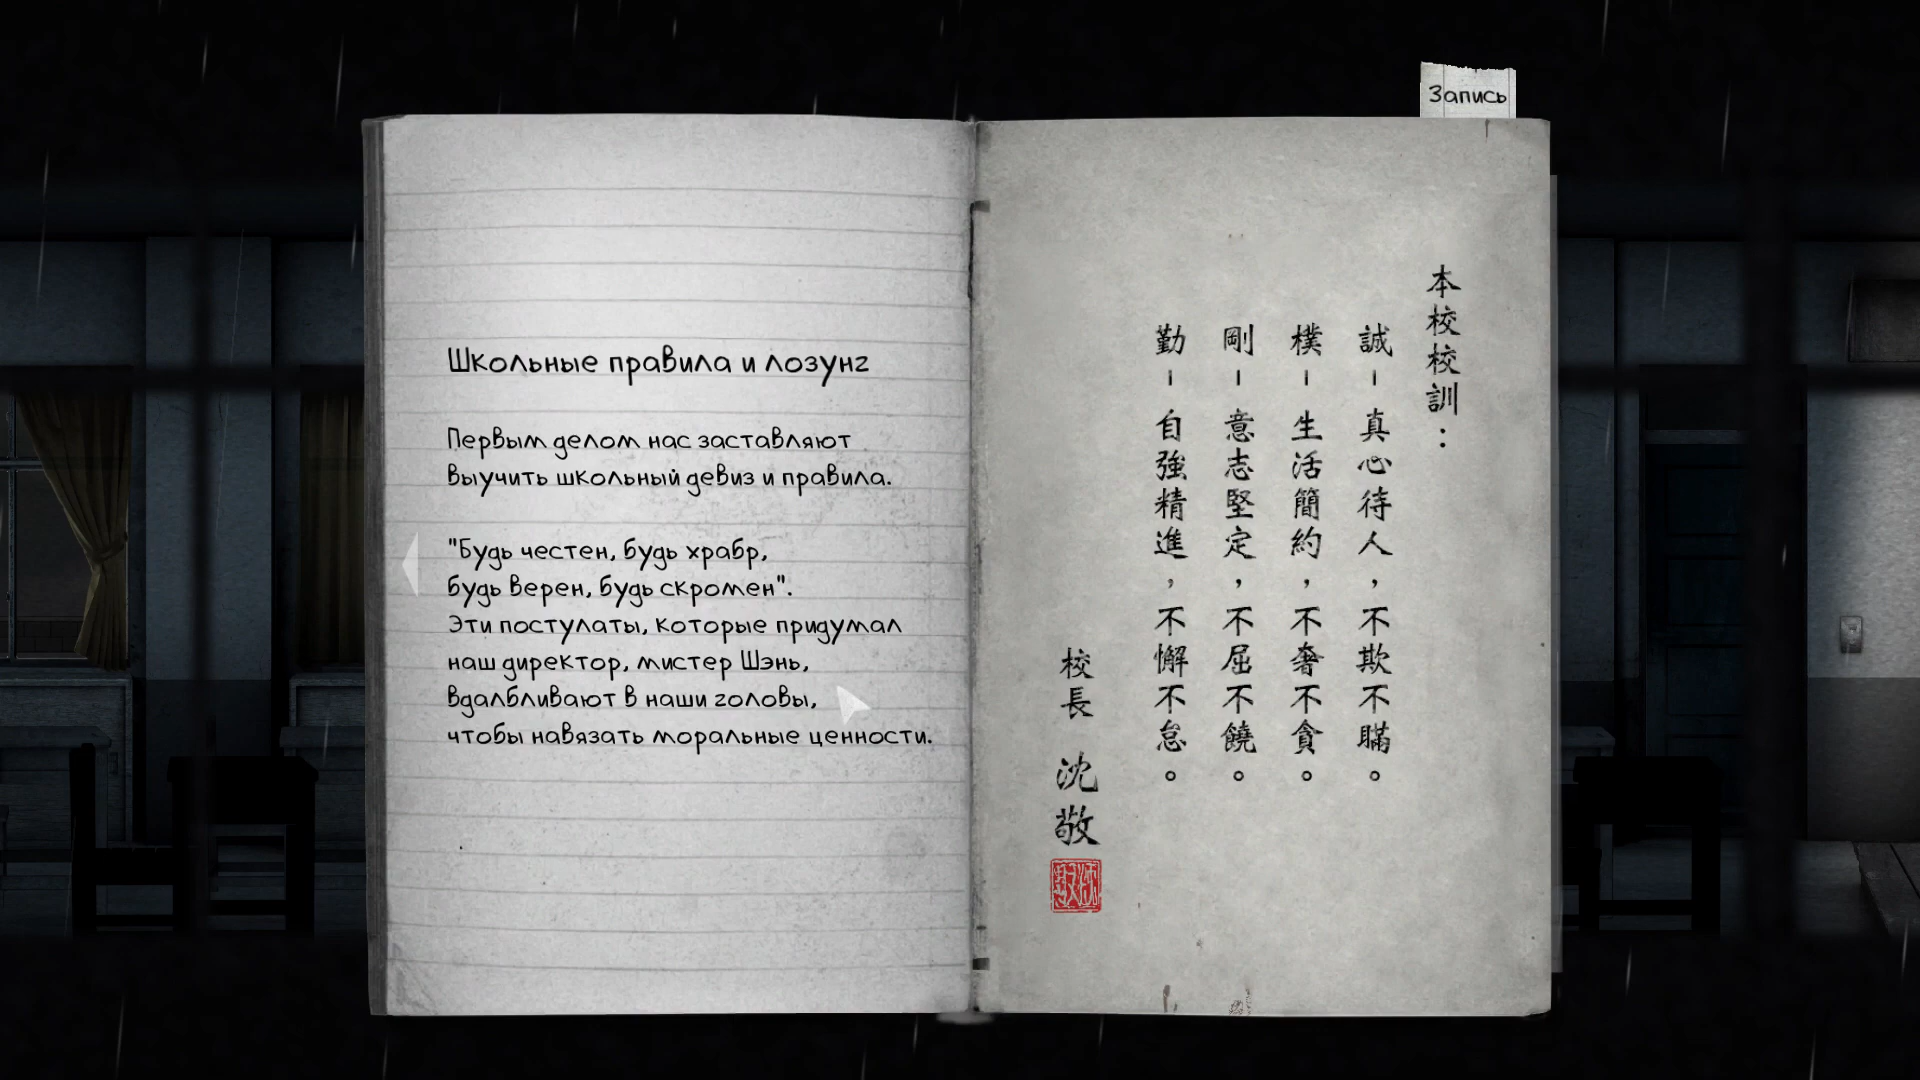 Запись
Школьные правила и лозунг
Первым делом нас заставляют
выучить школьный девиз и правила.
"Будь честен, будь храбр,
будь верен, будь скромен".
Эти постулаты, которые придумал
наш директор, мистер Шэнь,
вдалбливают в наши головы,
чтобы навязать моральные ценности.
本校校訓：
誠－真心待人，不欺不瞞。
樸－生活簡約，不奢不貪。
剛－意志堅定，不屈不饒。
勤－自強精進，不懈不怠。
校長 沈敬